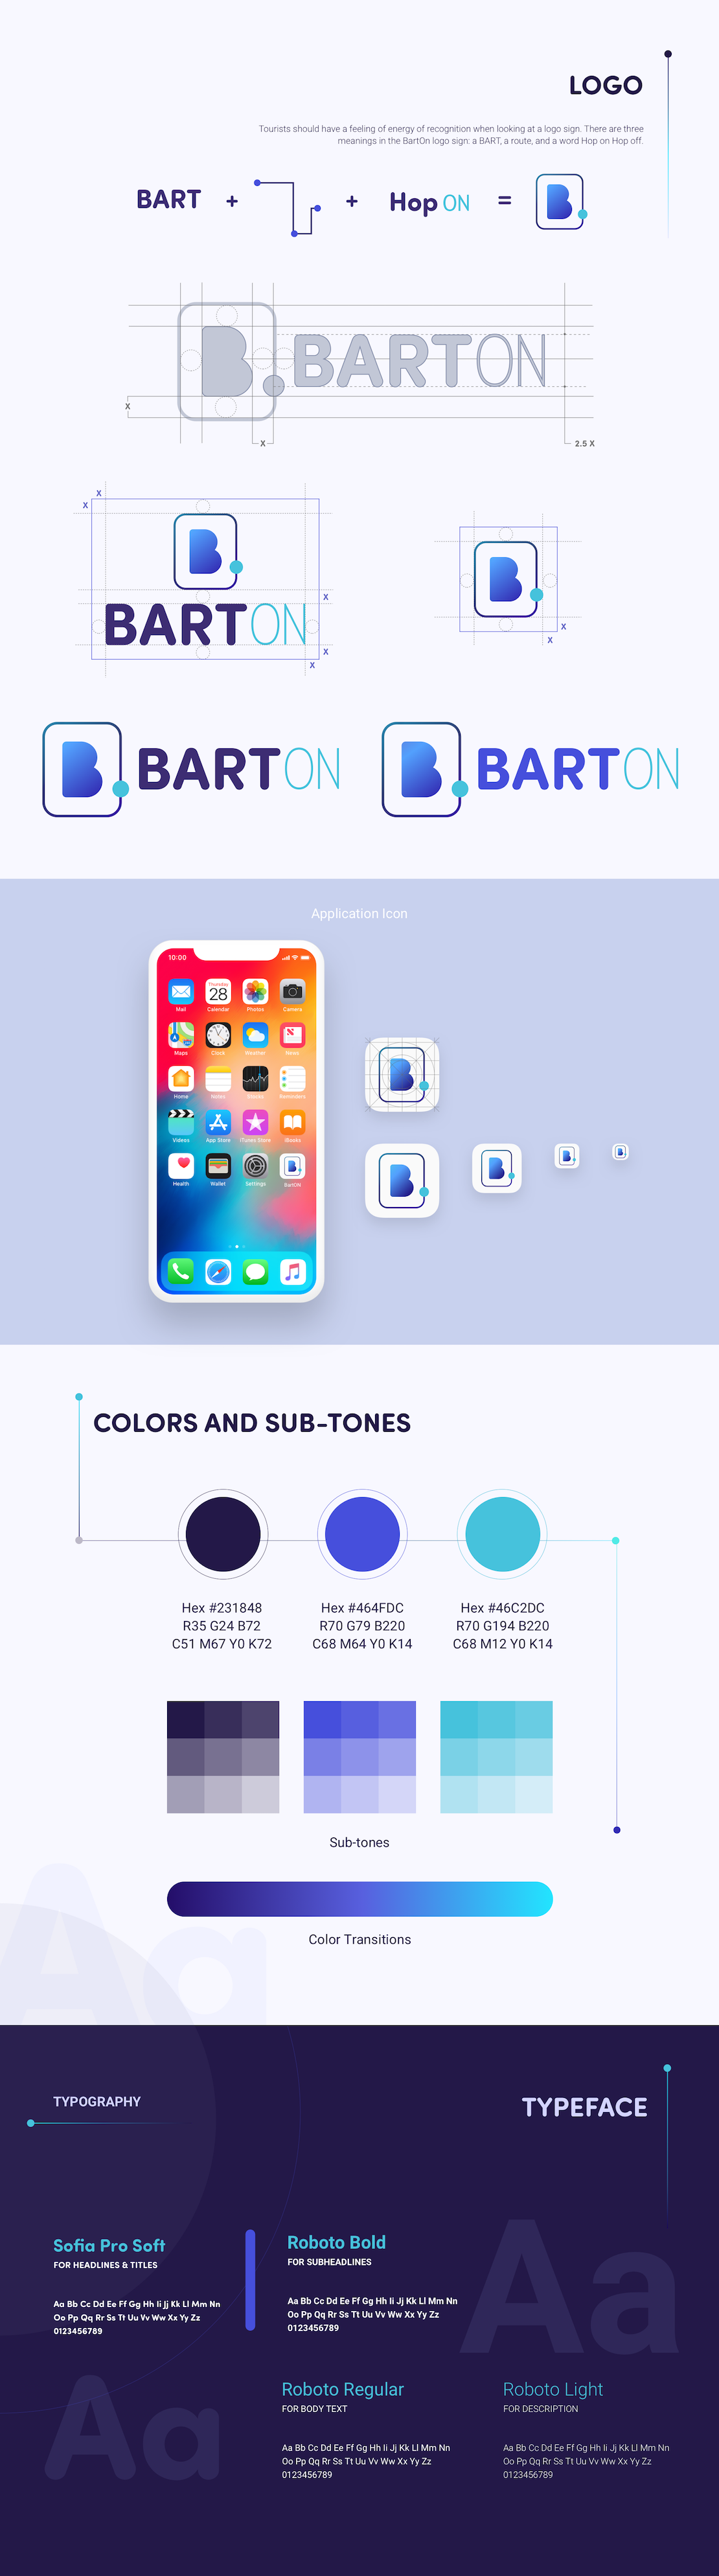 LOGO
Tourists should have a feeling of energy of recognition when looking at a logo sign. There are three
meanings in the BartOn logo sign: a BART, a route, and a word Hop on Hop off.
BART + + Hop ON = B
B BARTON
X
X
2.5 X
X
X
B
X
BARTON
X
X
B
X
X
B BARTON
B BARTON
Application Icon
10:00
Thursday
28
Mail Calendar Photos Camera
Maps Clock Weather News
Home Notes Stocks Reminders
Videos App Store iTunes Store iBooks
Health Wallet Settings BartON
B
B
B
B
B
COLORS AND SUB-TONES
Hex #231848
R35 G24 B72
C51 M67 Y0 K72
Hex #464FDC
R70 G79 B220
C68 M64 Y0 K14
Hex #46C2DC
R70 G194 B220
C68 M12 Y0 K14
Sub-tones
Color Transitions
Aa
TYPOGRAPHY
TYPEFACE
Sofia Pro Soft
FOR HEADLINES & TITLES
Aa Bb Cc Dd Ee Ff Gg Hh Ii Jj Kk Ll Mm Nn
Oo Pp Qq Rr Ss Tt Uu Vv Ww Xx Yy Zz
0123456789
Roboto Bold
FOR SUBHEADLINES
Aa Bb Cc Dd Ee Ff Gg Hh Ii Jj Kk Ll Mm Nn
Oo Pp Qq Rr Ss Tt Uu Vv Ww Xx Yy Zz
0123456789
Aa
Aa
Roboto Regular
FOR BODY TEXT
Aa Bb Cc Dd Ee Ff Gg Hh Ii Jj Kk Ll Mm Nn
Oo Pp Qq Rr Ss Tt Uu Vv Ww Xx Yy Zz
0123456789
Roboto Light
FOR DESCRIPTION
Aa Bb Cc Dd Ee Ff Gg Hh Ii Jj Kk Ll Mm Nn
Oo Pp Qq Rr Ss Tt Uu Vv Ww Xx Yy Zz
0123456789